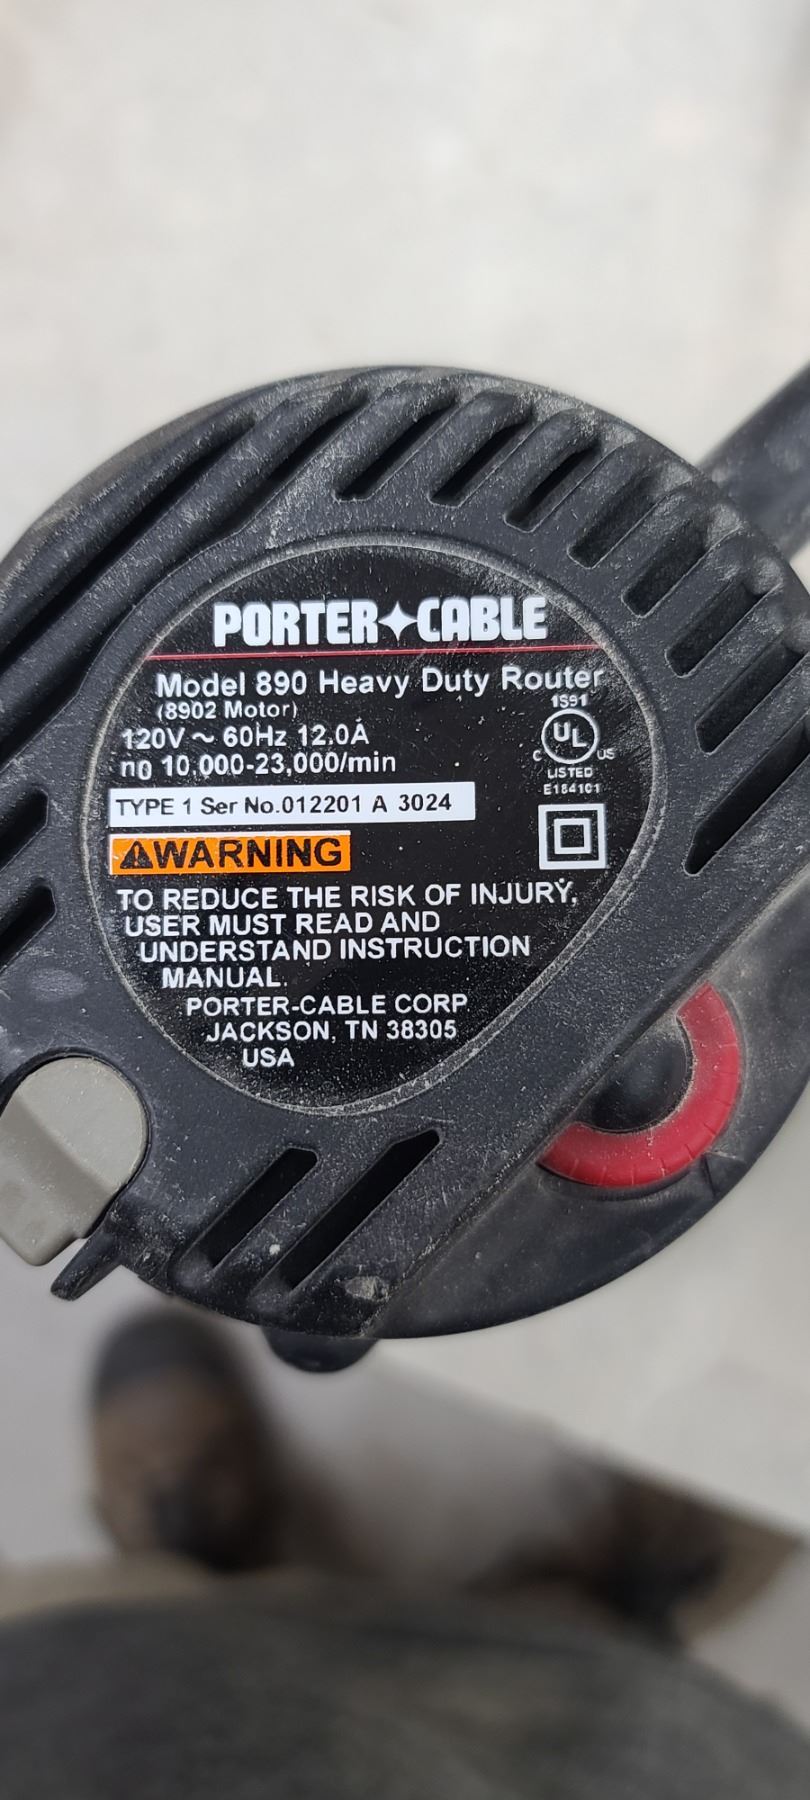 PORTER✦CABLE
Model 890 Heavy Duty Router
(8902 Motor)
120V ~ 60Hz 12.0A
n0 10,000-23,000/min
1S91
UL
C US
LISTED
E184101
TYPE 1 Ser No.012201 A 3024
⚠WARNING
TO REDUCE THE RISK OF INJURY,
USER MUST READ AND
UNDERSTAND INSTRUCTION
MANUAL.
PORTER-CABLE CORP
JACKSON, TN 38305
USA